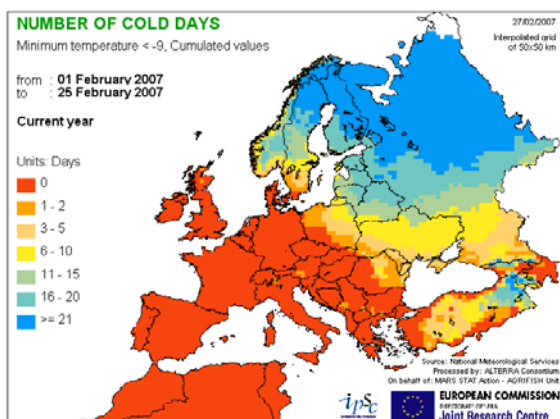 NUMBER OF COLD DAYS
Minimum temperature < -9, Cumulated values
27/02/2007
Interpolated grid
of 50x50 km
from : 01 February 2007
to : 25 February 2007
Current year
Units: Days
0
1 - 2
3 - 5
6 - 10
11 - 15
16 - 20
>= 21
Source: National Meteorological Services
Processed by: ALTERRA Consortium
On behalf of: MARS STAT Action - AGRIFISH Unit
ipsc
EUROPEAN COMMISSION
Joint Research Centre